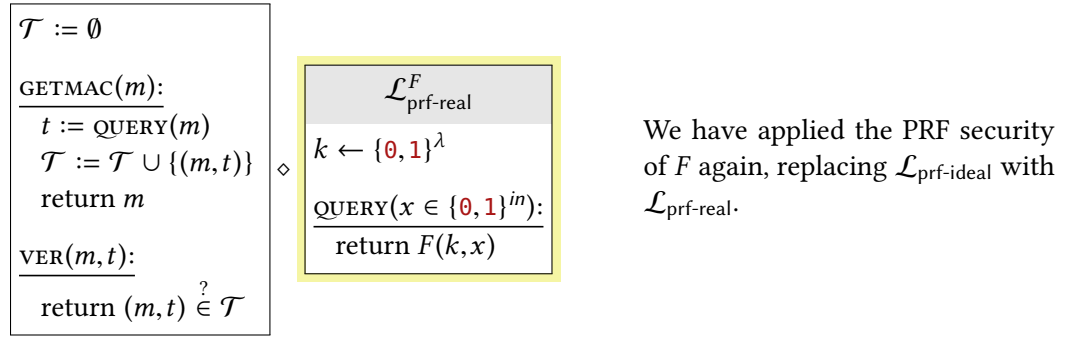 𝒯 := ∅
GETMAC(m):
t := QUERY(m)
𝒯 := 𝒯 ∪ {(m, t)}
return m
VER(m, t):
return (m, t) ∈? 𝒯
⋄
ℒ^F_prf-real
k ← {0, 1}^λ
QUERY(x ∈ {0, 1}^in):
return F(k, x)
We have applied the PRF security
of F again, replacing ℒ_prf-ideal with
ℒ_prf-real.